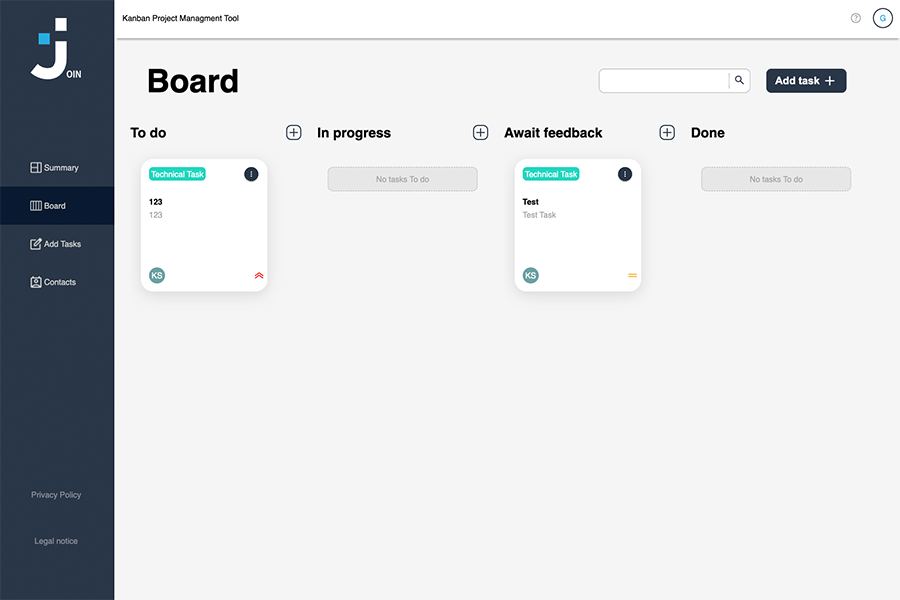 Join
Kanban Project Managment Tool
?
G
Board
Add task
To do
In progress
Await feedback
Done
Technical Task
123
123
KS
No tasks To do
Technical Task
Test
Test Task
KS
No tasks To do
Summary
Board
Add Tasks
Contacts
Privacy Policy
Legal notice